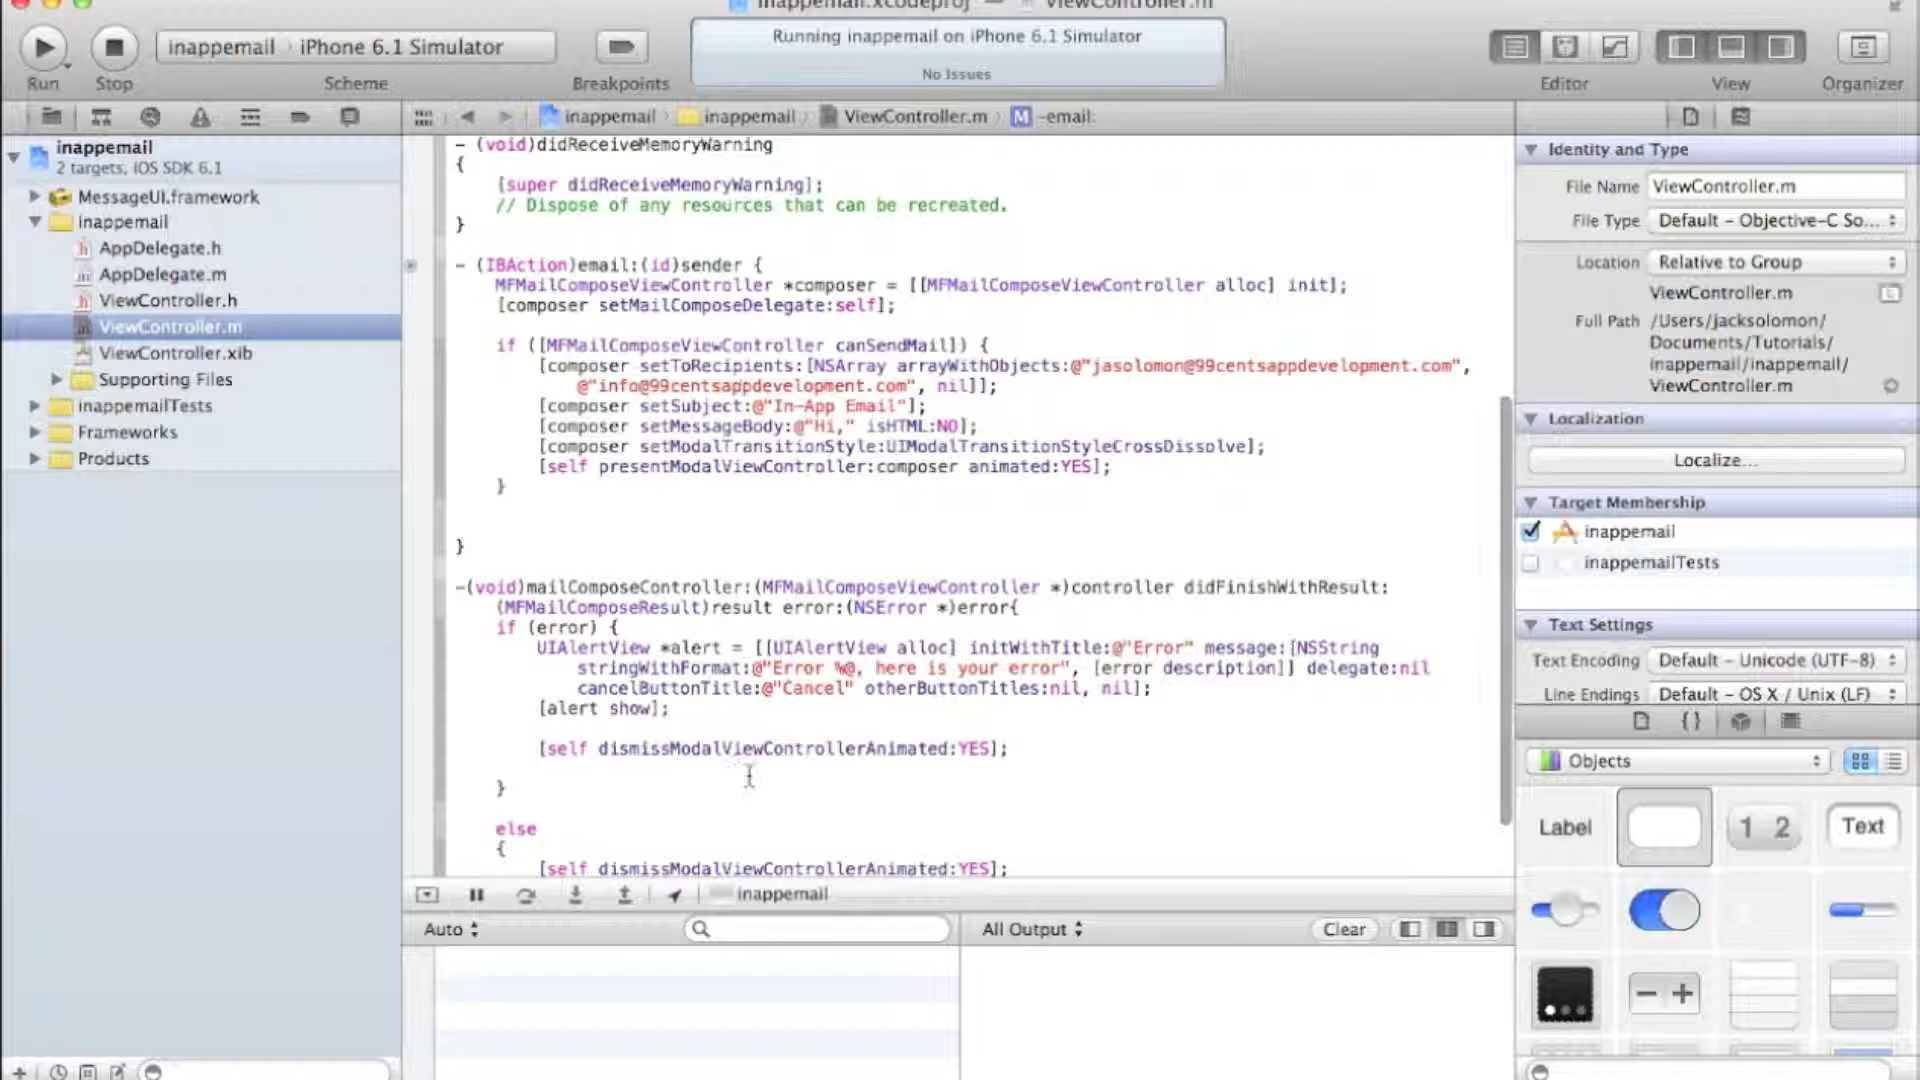 inappemail.xcodeproj — ViewController.m
inappemail › iPhone 6.1 Simulator
Running inappemail on iPhone 6.1 Simulator
No Issues
Run Stop Scheme Breakpoints Editor View Organizer
inappemail › inappemail › ViewController.m › M -email:
inappemail
2 targets, iOS SDK 6.1
MessageUI.framework
inappemail
h AppDelegate.h
m AppDelegate.m
h ViewController.h
m ViewController.m
ViewController.xib
Supporting Files
inappemailTests
Frameworks
Products
- (void)didReceiveMemoryWarning
{
[super didReceiveMemoryWarning];
// Dispose of any resources that can be recreated.
}
- (IBAction)email:(id)sender {
MFMailComposeViewController *composer = [[MFMailComposeViewController alloc] init];
[composer setMailComposeDelegate:self];
if ([MFMailComposeViewController canSendMail]) {
[composer setToRecipients:[NSArray arrayWithObjects:@"jasolomon@99centsappdevelopment.com",
@"info@99centsappdevelopment.com", nil]];
[composer setSubject:@"In-App Email"];
[composer setMessageBody:@"Hi," isHTML:NO];
[composer setModalTransitionStyle:UIModalTransitionStyleCrossDissolve];
[self presentModalViewController:composer animated:YES];
}
}
-(void)mailComposeController:(MFMailComposeViewController *)controller didFinishWithResult:
(MFMailComposeResult)result error:(NSError *)error{
if (error) {
UIAlertView *alert = [[UIAlertView alloc] initWithTitle:@"Error" message:[NSString
stringWithFormat:@"Error %@, here is your error", [error description]] delegate:nil
cancelButtonTitle:@"Cancel" otherButtonTitles:nil, nil];
[alert show];
[self dismissModalViewControllerAnimated:YES];
}
else
{
[self dismissModalViewControllerAnimated:YES];
inappemail
Auto
All Output
Clear
Identity and Type
File Name ViewController.m
File Type Default - Objective-C So...
Location Relative to Group
ViewController.m
Full Path /Users/jacksolomon/
Documents/Tutorials/
inappemail/inappemail/
ViewController.m
Localization
Localize...
Target Membership
inappemail
inappemailTests
Text Settings
Text Encoding Default - Unicode (UTF-8)
Line Endings Default - OS X / Unix (LF)
{ }
Objects
Label
1 2
Text